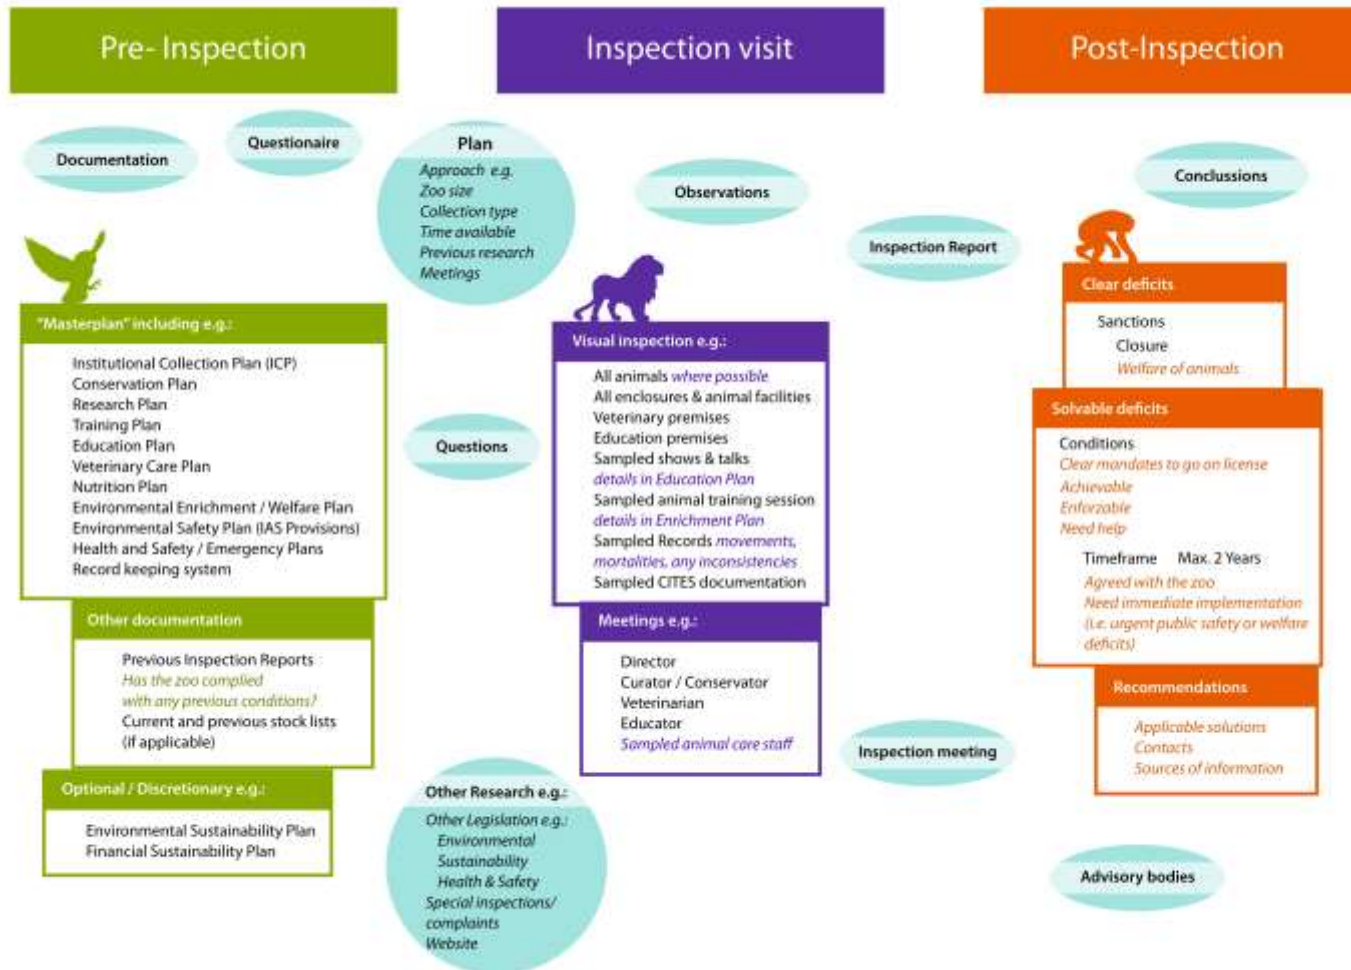 Pre- Inspection
Inspection visit
Post-Inspection
Documentation
Questionaire
Plan
Approach e.g.
Zoo size
Collection type
Time available
Previous research
Meetings
Observations
Inspection Report
Conclussions
"Masterplan" including e.g.:
Institutional Collection Plan (ICP)
Conservation Plan
Research Plan
Training Plan
Education Plan
Veterinary Care Plan
Nutrition Plan
Environmental Enrichment / Welfare Plan
Environmental Safety Plan (IAS Provisions)
Health and Safety / Emergency Plans
Record keeping system
Other documentation
Previous Inspection Reports
Has the zoo complied
with any previous conditions?
Current and previous stock lists
(if applicable)
Optional / Discretionary e.g.:
Environmental Sustainability Plan
Financial Sustainability Plan
Questions
Other Research e.g.:
Other Legislation e.g.:
Environmental
Sustainability
Health & Safety
Special inspections/
complaints
Website
Visual inspection e.g.:
All animals where possible
All enclosures & animal facilities
Veterinary premises
Education premises
Sampled shows & talks
details in Education Plan
Sampled animal training session
details in Enrichment Plan
Sampled Records movements,
mortalities, any inconsistencies
Sampled CITES documentation
Meetings e.g.:
Director
Curator / Conservator
Veterinarian
Educator
Sampled animal care staff
Inspection meeting
Clear deficits
Sanctions
Closure
Welfare of animals
Solvable deficits
Conditions
Clear mandates to go on license
Achievable
Enforzable
Need help
Timeframe Max. 2 Years
Agreed with the zoo
Need immediate implementation
(i.e. urgent public safety or welfare
deficits)
Recommendations
Applicable solutions
Contacts
Sources of information
Advisory bodies